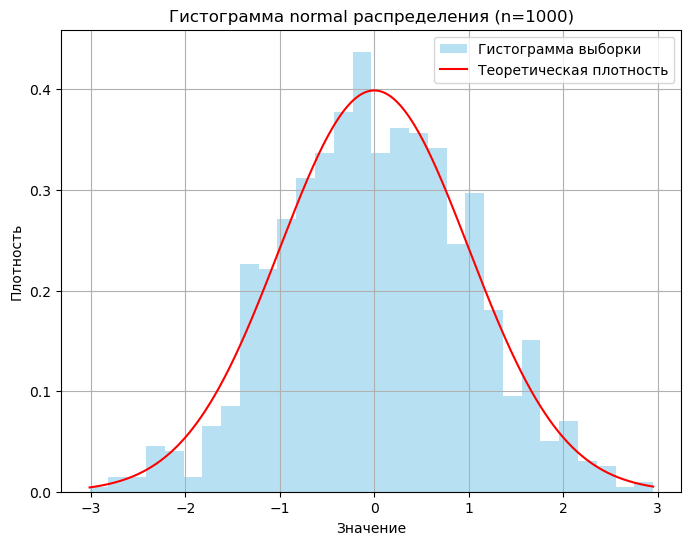 Гистограмма normal распределения (n=1000)
Гистограмма выборки
Теоретическая плотность
Плотность
0.4
0.3
0.2
0.1
0.0
−3 −2 −1 0 1 2 3
Значение